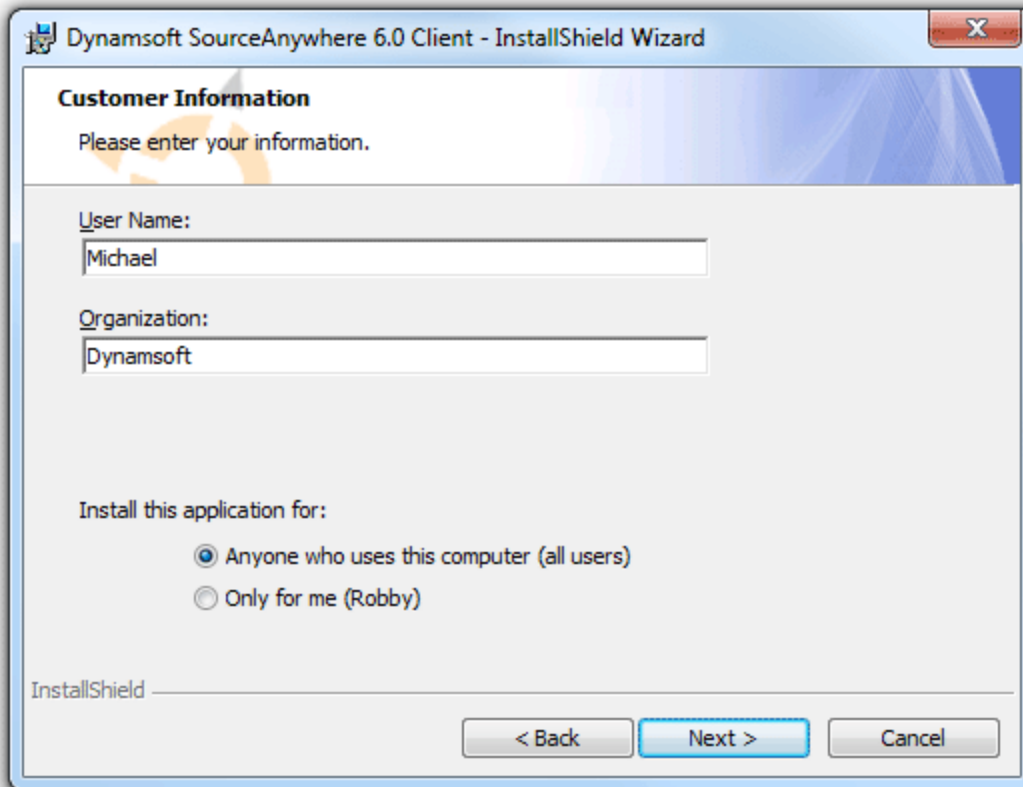 Dynamsoft SourceAnywhere 6.0 Client - InstallShield Wizard
Customer Information
Please enter your information.
User Name:
Michael
Organization:
Dynamsoft
Install this application for:
Anyone who uses this computer (all users)
Only for me (Robby)
InstallShield
< Back Next > Cancel